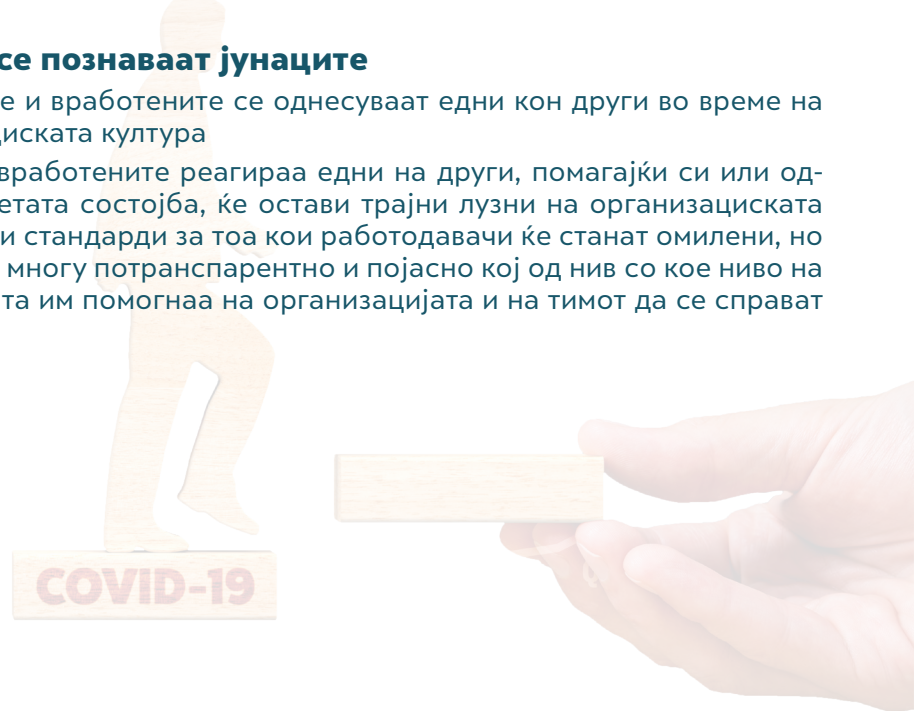 се познаваат јунаците
е и вработените се однесуваат едни кон други во време на
циската култура
вработените реагираа едни на други, помагајќи си или од-
етата состојба, ќе остави трајни лузни на организациската
и стандарди за тоа кои работодавачи ќе станат омилени, но
многу потранспарентно и појасно кој од нив со кое ниво на
та им помогнаа на организацијата и на тимот да се справат
COVID-19